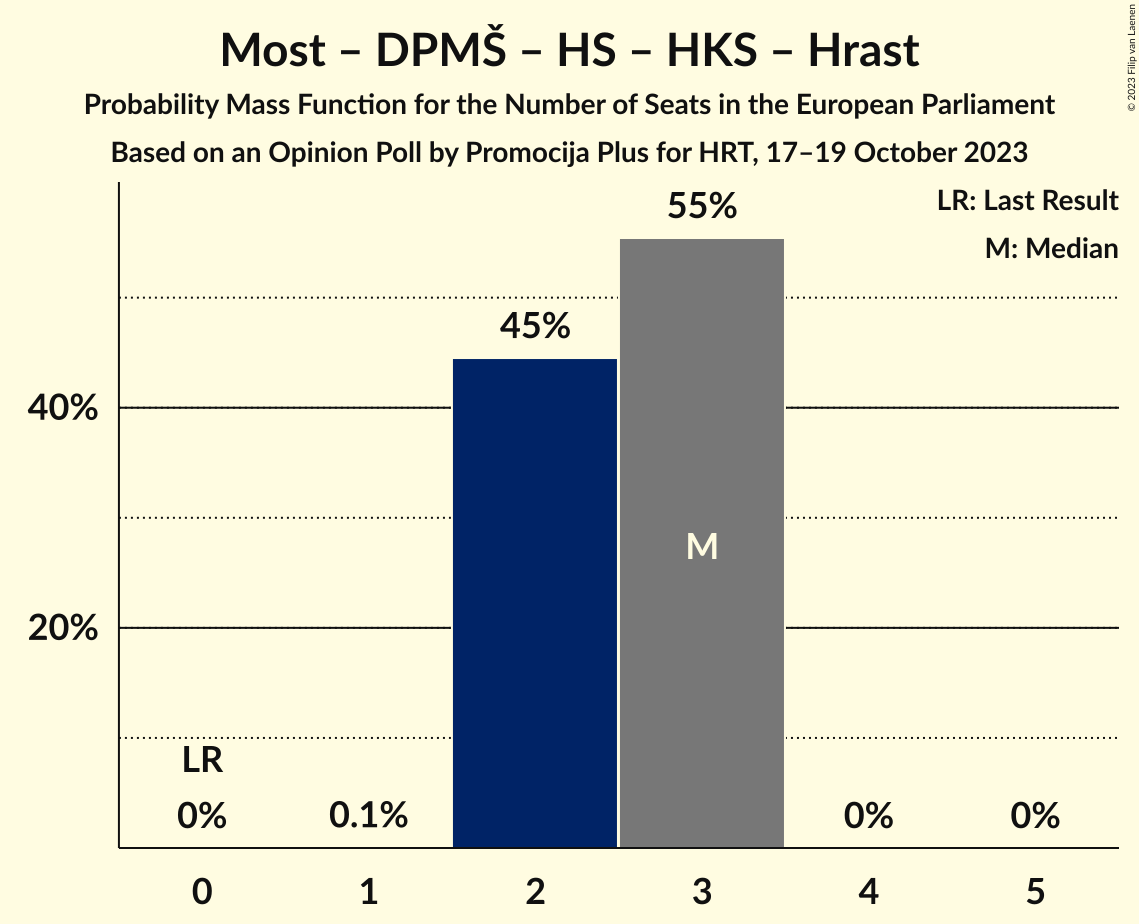 Most – DPMŠ – HS – HKS – Hrast
Probability Mass Function for the Number of Seats in the European Parliament
Based on an Opinion Poll by Promocija Plus for HRT, 17–19 October 2023
© 2023 Filip van Laenen
LR: Last Result
M: Median
55%
45%
40%
M
20%
LR
0%
0.1%
0%
0%
0
1
2
3
4
5